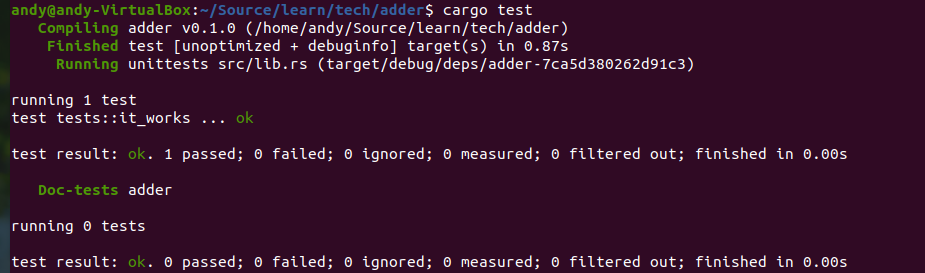 andy@andy-VirtualBox:~/Source/learn/tech/adder$ cargo test
Compiling adder v0.1.0 (/home/andy/Source/learn/tech/adder)
Finished test [unoptimized + debuginfo] target(s) in 0.87s
Running unittests src/lib.rs (target/debug/deps/adder-7ca5d380262d91c3)
running 1 test
test tests::it_works ... ok
test result: ok. 1 passed; 0 failed; 0 ignored; 0 measured; 0 filtered out; finished in 0.00s
Doc-tests adder
running 0 tests
test result: ok. 0 passed; 0 failed; 0 ignored; 0 measured; 0 filtered out; finished in 0.00s